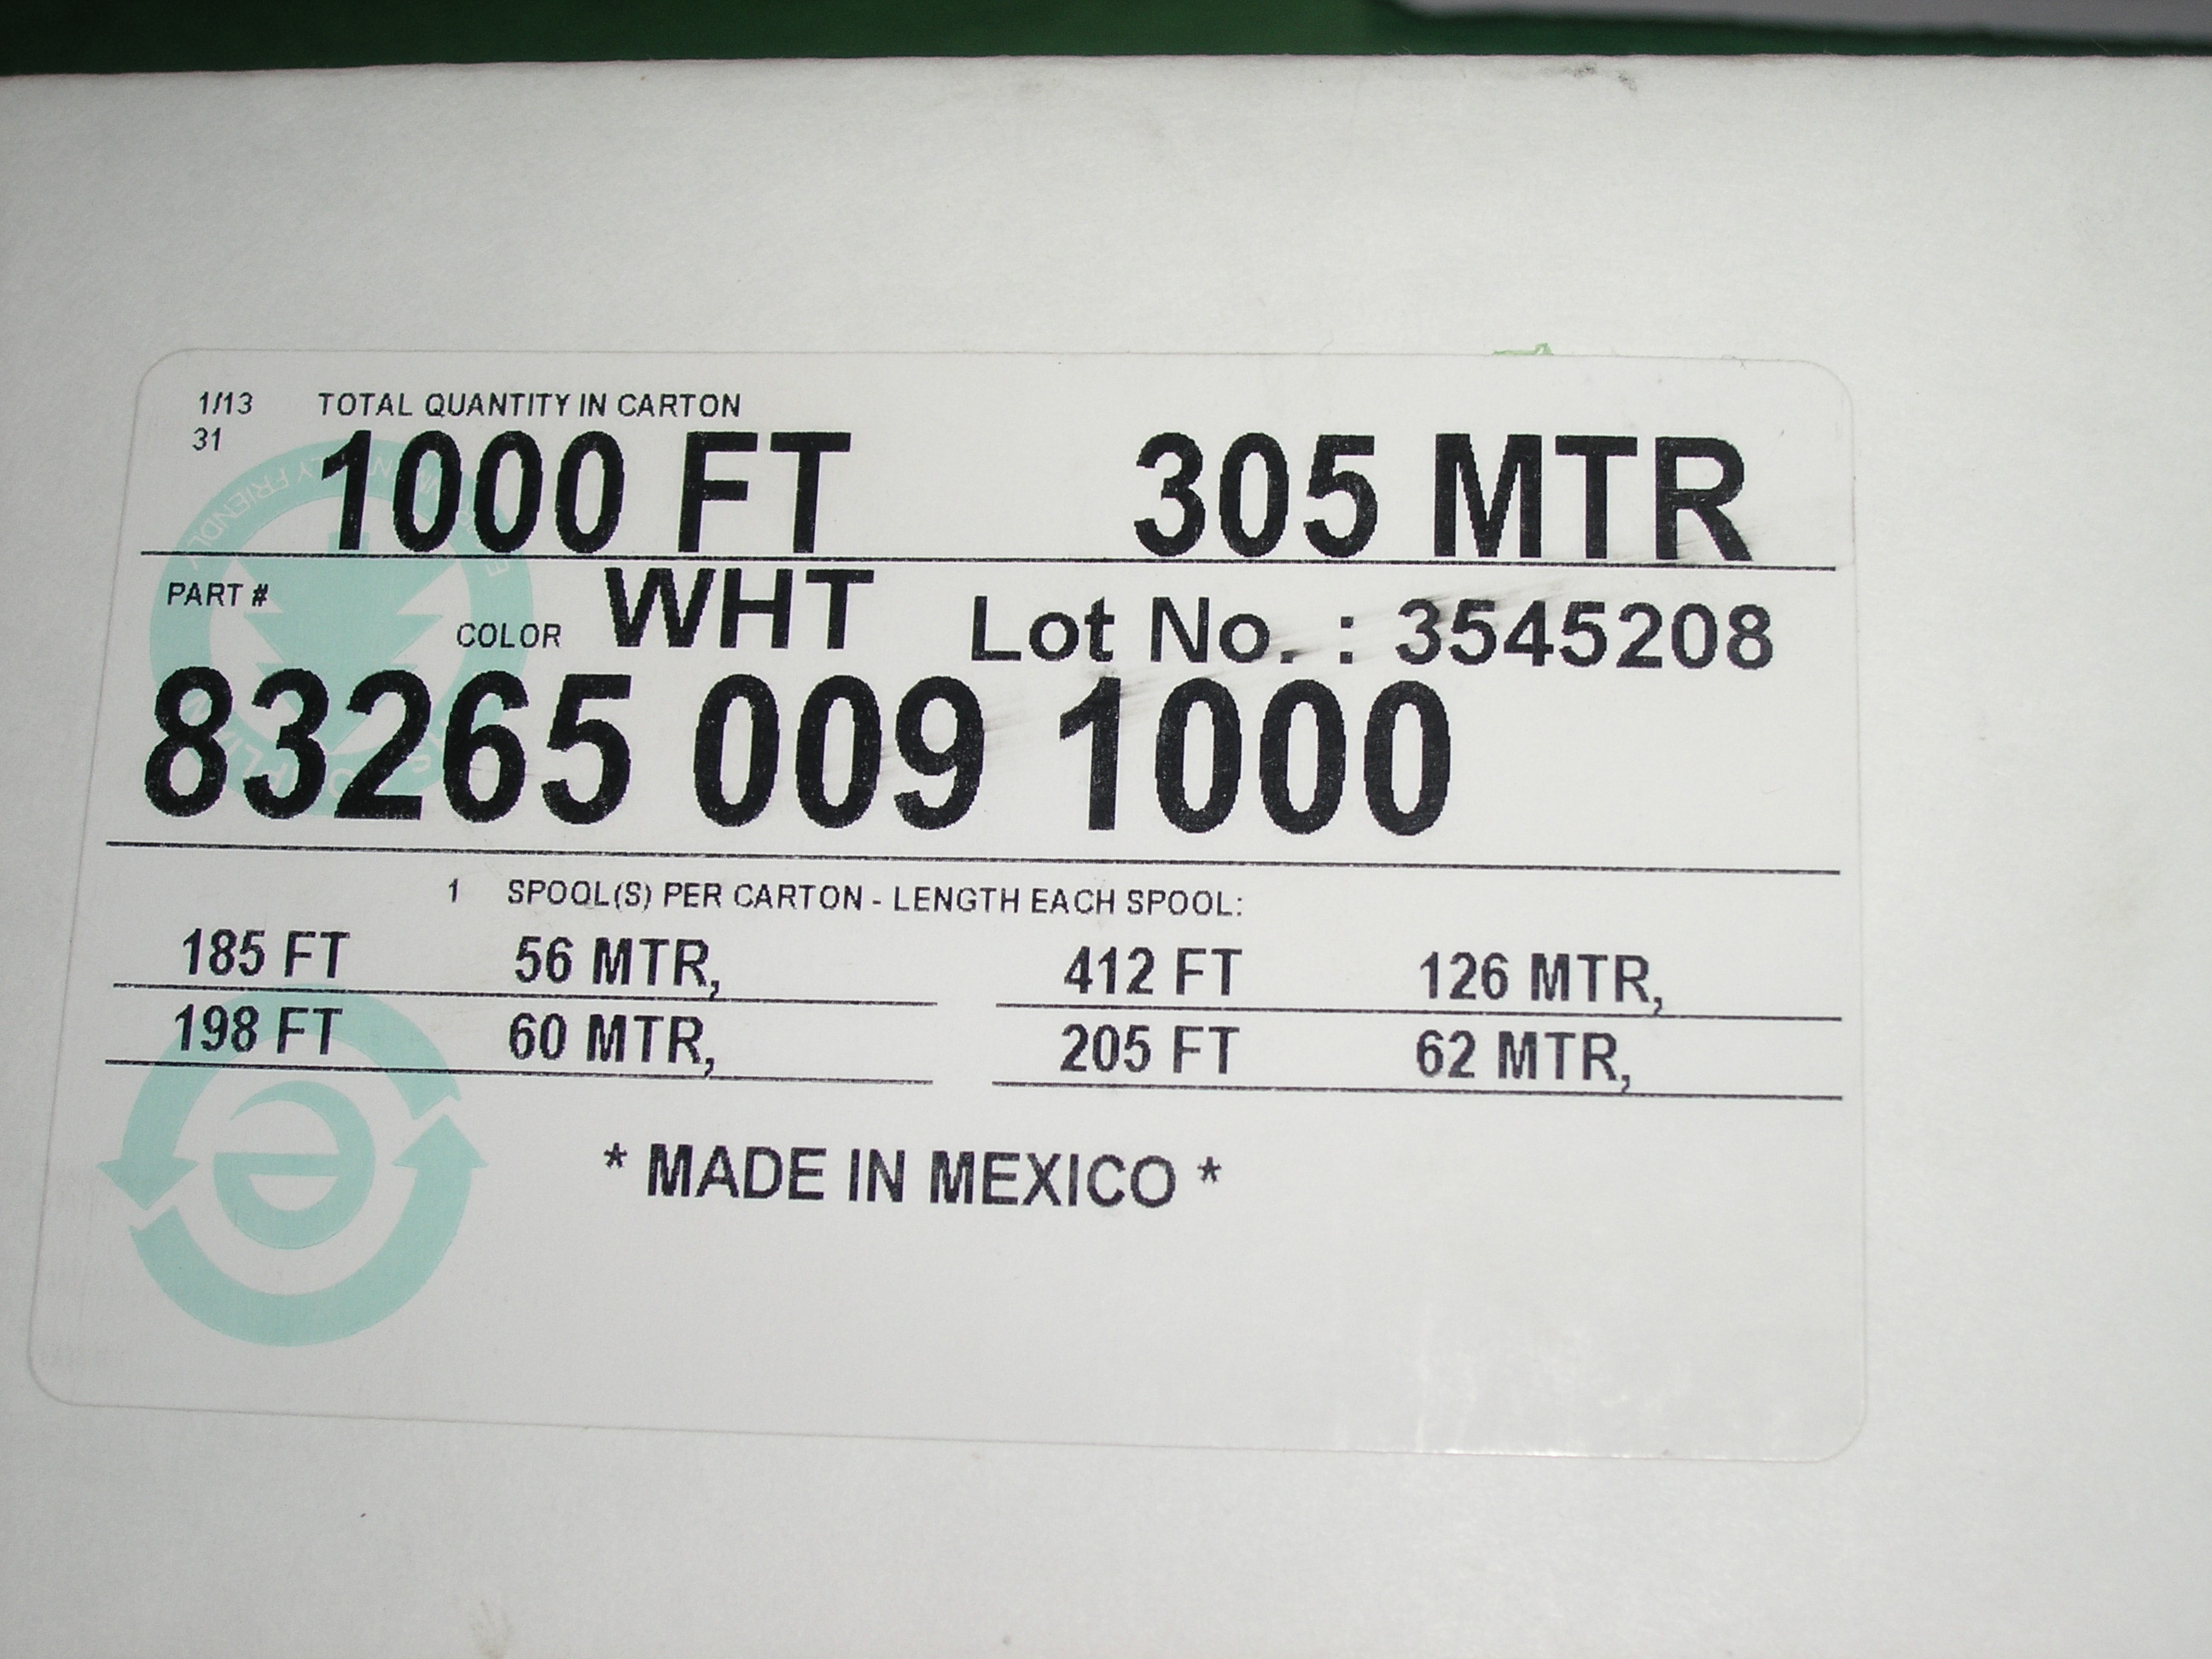 1/13 TOTAL QUANTITY IN CARTON
31
1000 FT 305 MTR
PART #
COLOR WHT Lot No. : 3545208
83265 009 1000
1 SPOOL(S) PER CARTON - LENGTH EACH SPOOL:
185 FT 56 MTR, 412 FT 126 MTR,
198 FT 60 MTR, 205 FT 62 MTR,
* MADE IN MEXICO *
e